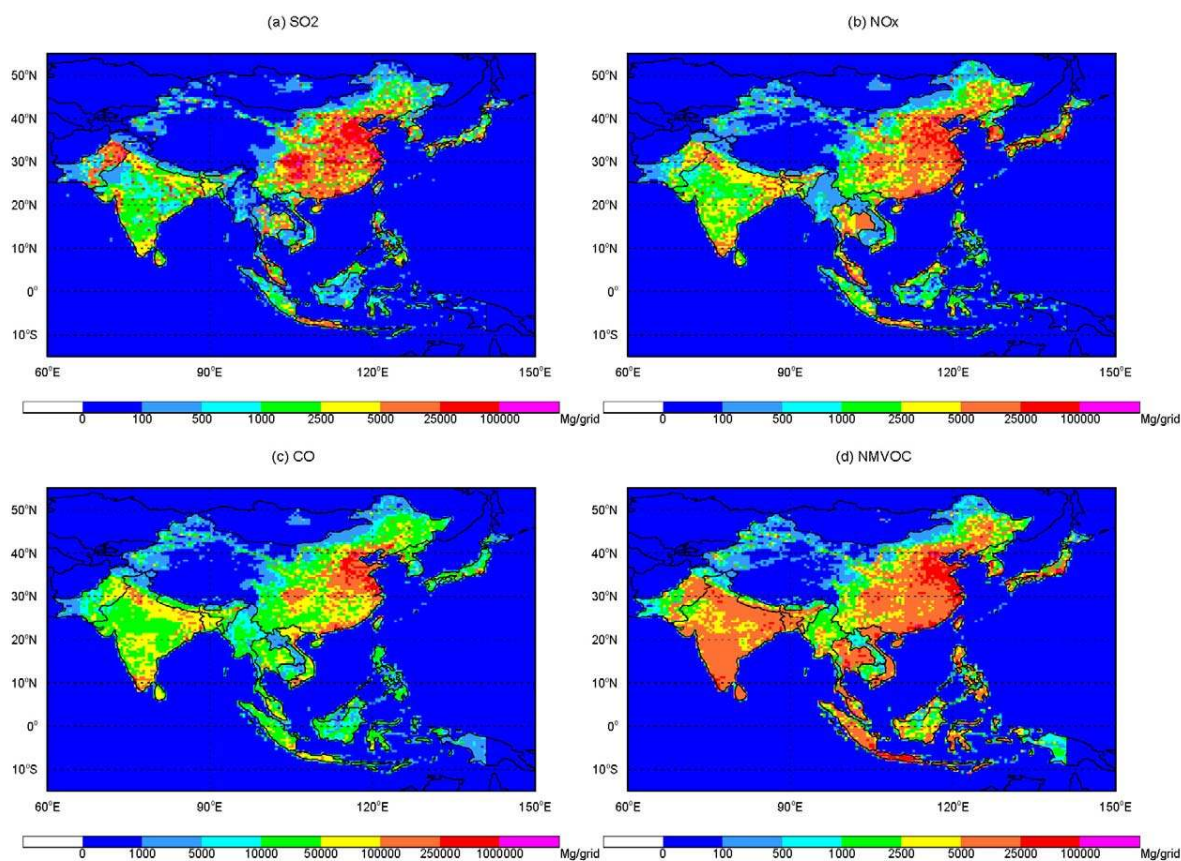 (a) SO2
(b) NOx
50°N
40°N
30°N
20°N
10°N
0°
10°S
60°E 90°E 120°E 150°E
50°N
40°N
30°N
20°N
10°N
0°
10°S
60°E 90°E 120°E 150°E
0 100 500 1000 2500 5000 25000 100000 Mg/grid
0 100 500 1000 2500 5000 25000 100000 Mg/grid
(c) CO
(d) NMVOC
50°N
40°N
30°N
20°N
10°N
0°
10°S
60°E 90°E 120°E 150°E
50°N
40°N
30°N
20°N
10°N
0°
10°S
60°E 90°E 120°E 150°E
0 1000 5000 10000 50000 100000 250000 1000000 Mg/grid
0 100 500 1000 2500 5000 25000 100000 Mg/grid